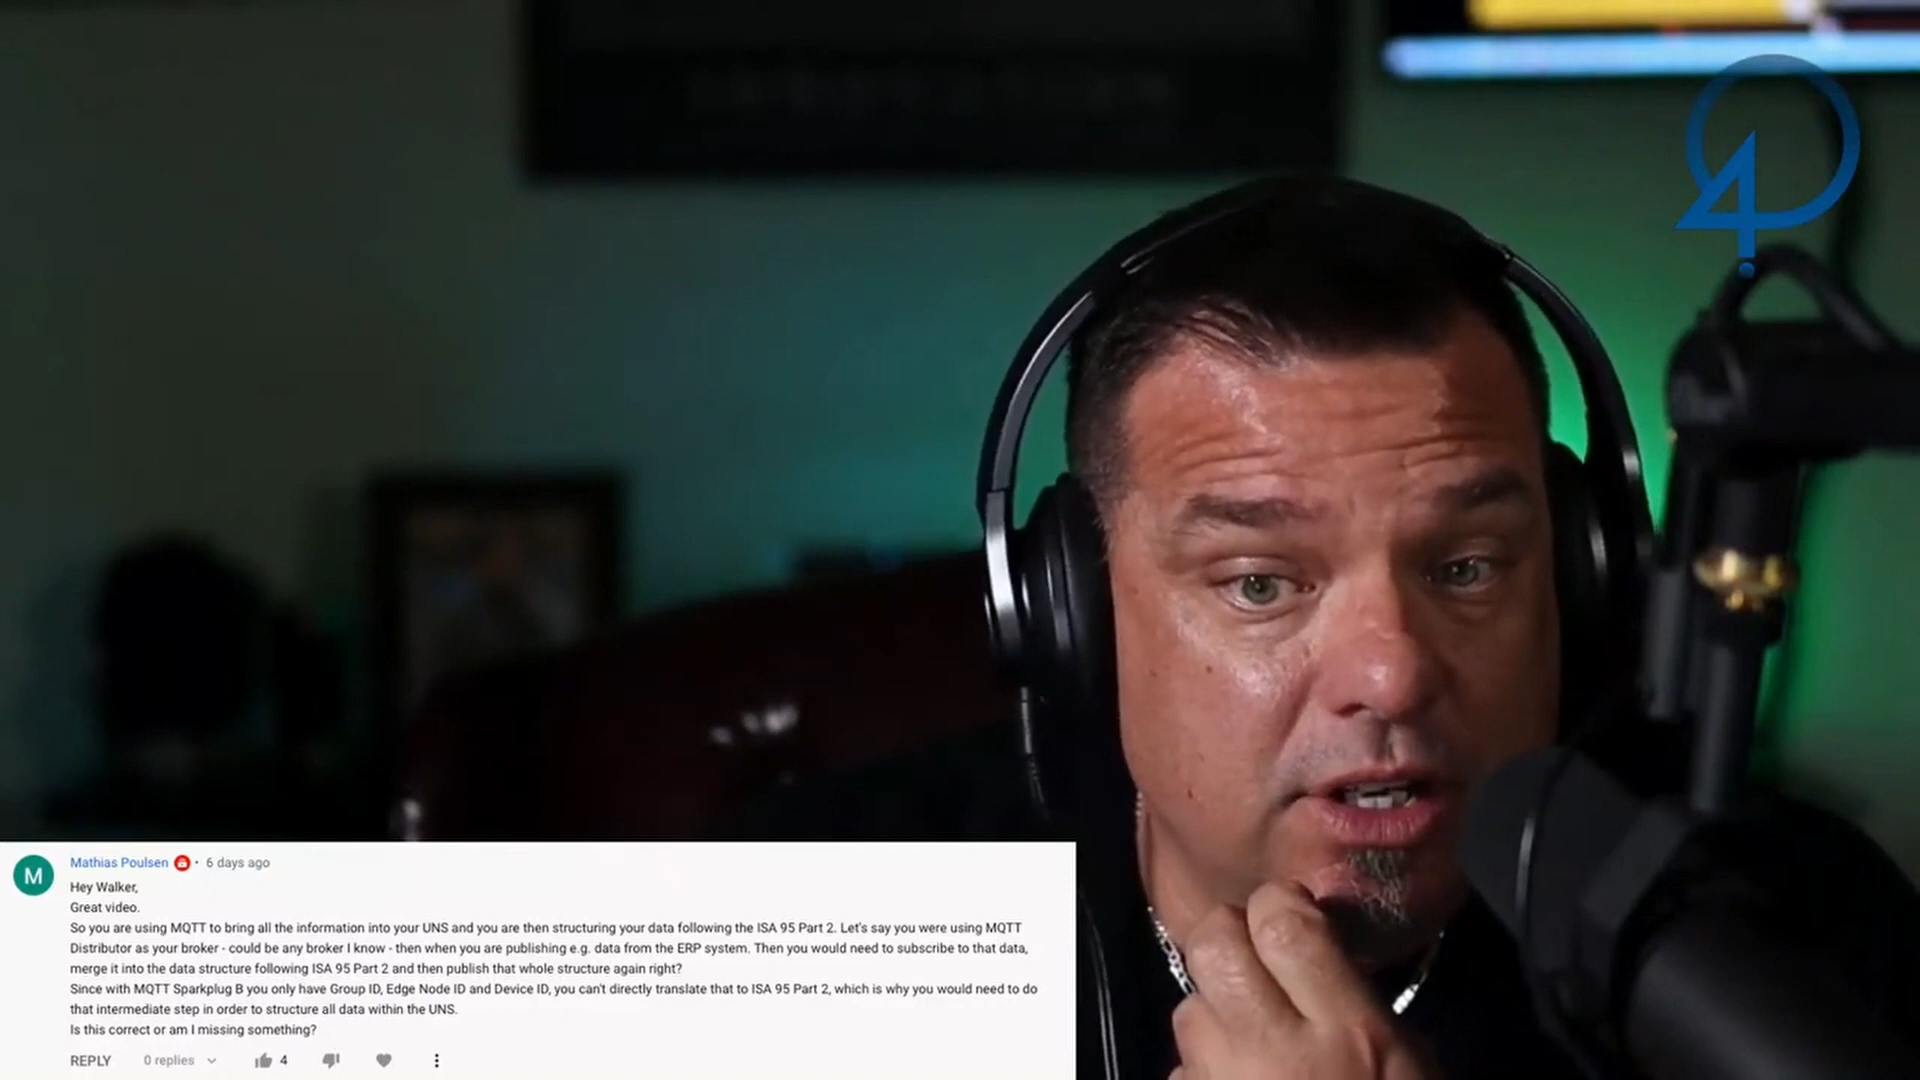 M
Mathias Poulsen • 6 days ago
Hey Walker,
Great video.
So you are using MQTT to bring all the information into your UNS and you are then structuring your data following the ISA 95 Part 2. Let's say you were using MQTT
Distributor as your broker - could be any broker I know - then when you are publishing e.g. data from the ERP system. Then you would need to subscribe to that data,
merge it into the data structure following ISA 95 Part 2 and then publish that whole structure again right?
Since with MQTT Sparkplug B you only have Group ID, Edge Node ID and Device ID, you can't directly translate that to ISA 95 Part 2, which is why you would need to do
that intermediate step in order to structure all data within the UNS.
Is this correct or am I missing something?
REPLY 0 replies 4
4